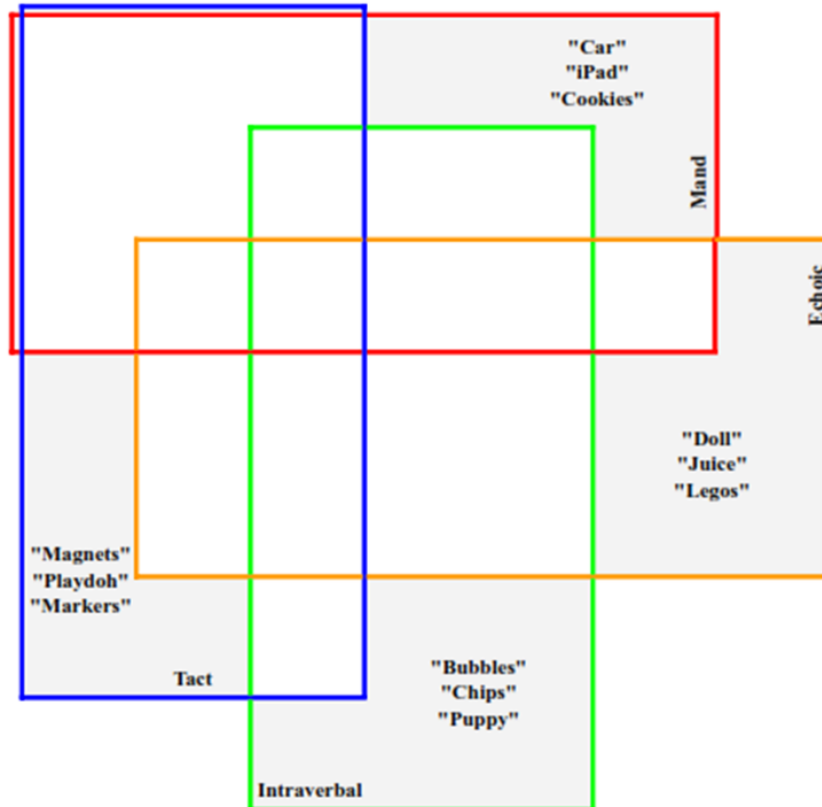 "Car"
"iPad"
"Cookies"
Mand
Echoic
"Doll"
"Juice"
"Legos"
"Magnets"
"Playdoh"
"Markers"
Tact
"Bubbles"
"Chips"
"Puppy"
Intraverbal